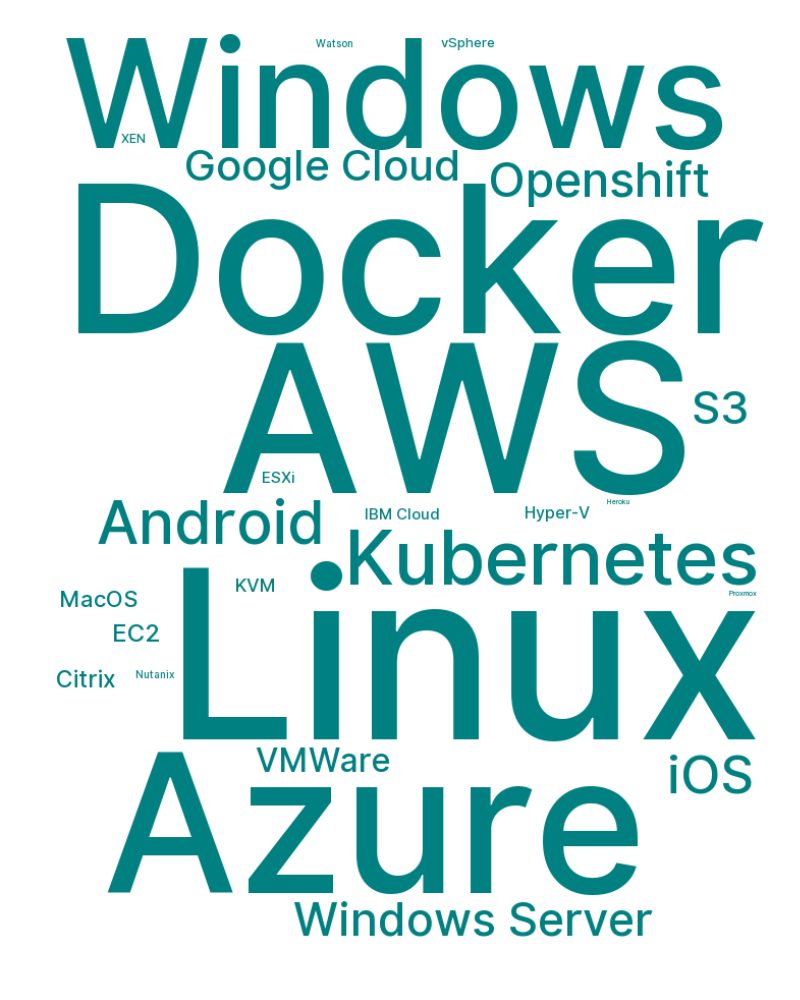 Windows
Watson
vSphere
XEN
Google Cloud
Openshift
Docker
AWS
S3
ESXi
Heroku
Android
IBM Cloud
Hyper-V
Kubernetes
KVM
Proxmox
MacOS
EC2
Linux
Citrix
Nutanix
VMWare
iOS
Azure
Windows Server